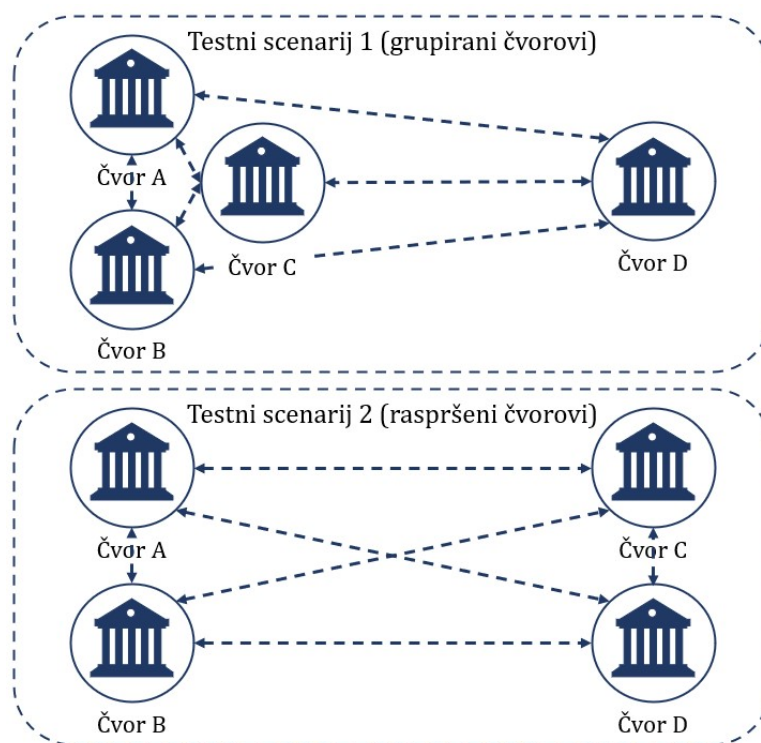 Testni scenarij 1 (grupirani čvorovi)
Čvor A
Čvor C
Čvor D
Čvor B
Testni scenarij 2 (raspršeni čvorovi)
Čvor A
Čvor C
Čvor B
Čvor D